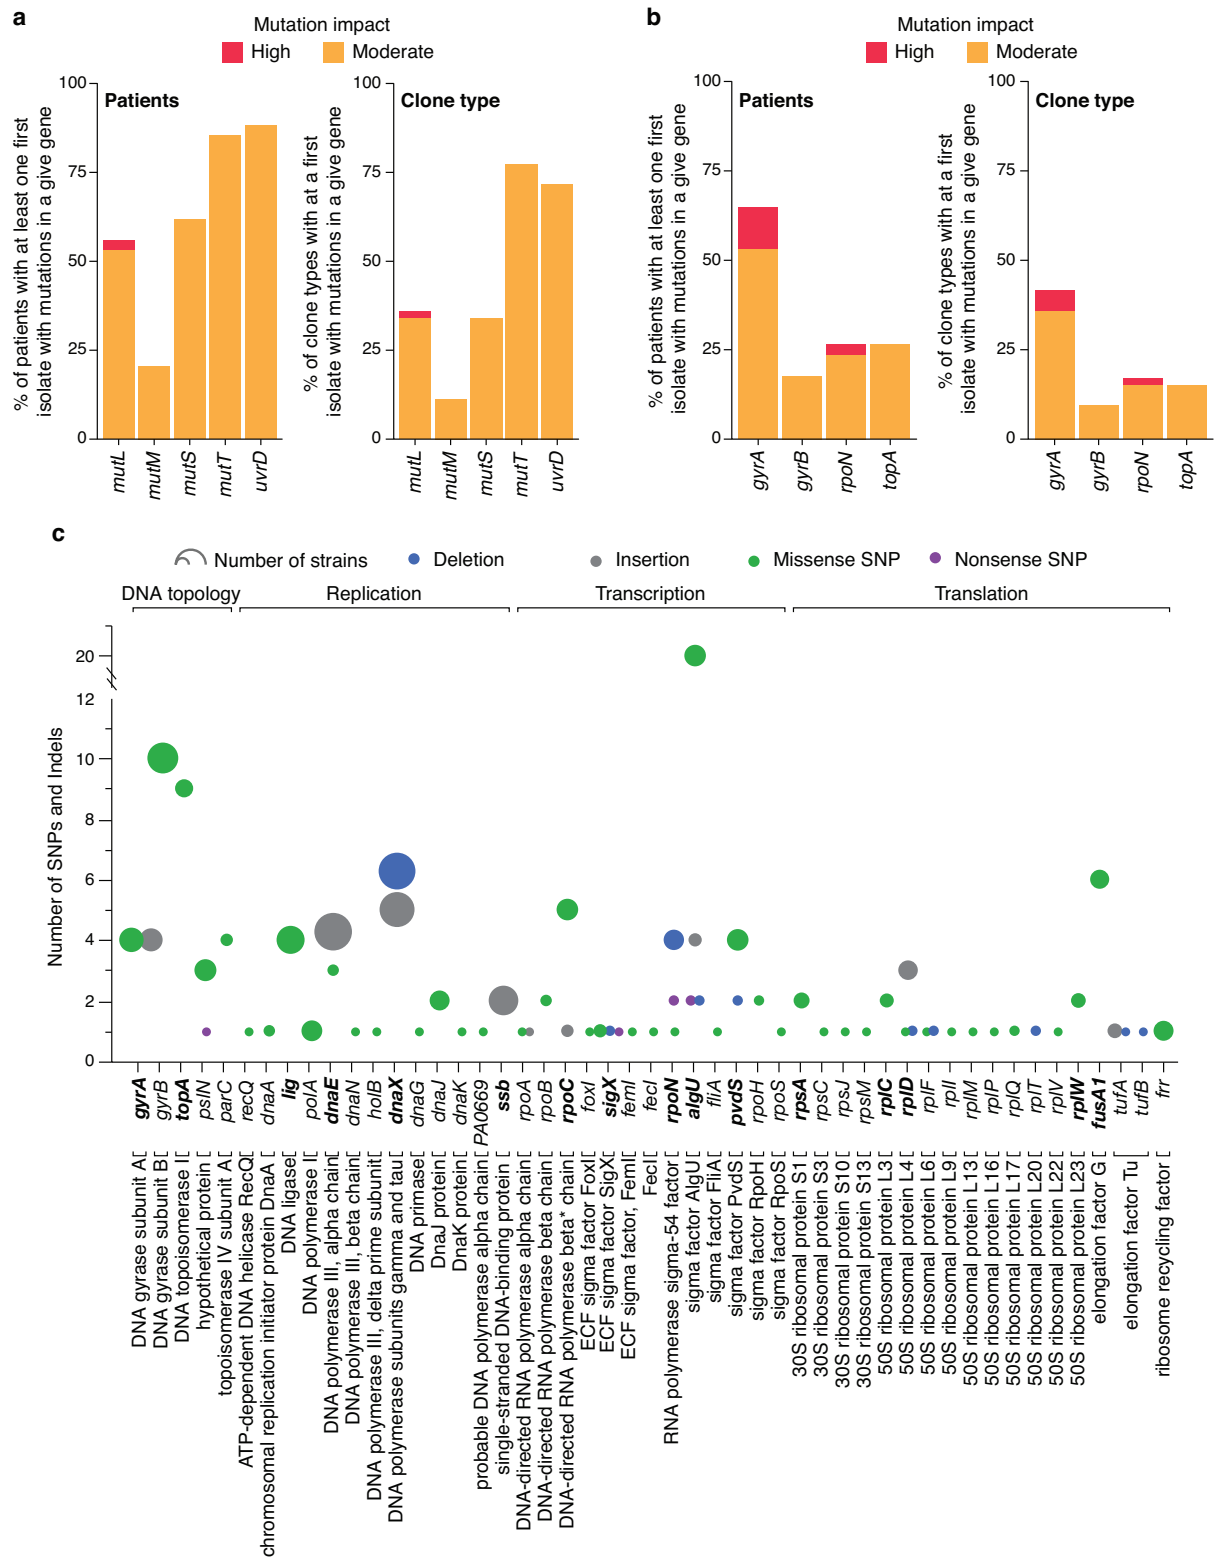 a
Mutation impact
High Moderate
% of patients with at least one first
isolate with mutations in a give gene
100
75
50
25
0
Patients
mutL
mutM
mutS
mutT
uvrD
% of clone types with at a first
isolate with mutations in a give gene
100
75
50
25
0
Clone type
mutL
mutM
mutS
mutT
uvrD
b
Mutation impact
High Moderate
% of patients with at least one first
isolate with mutations in a give gene
100
75
50
25
0
Patients
gyrA
gyrB
rpoN
topA
% of clone types with at a first
isolate with mutations in a give gene
100
75
50
25
0
Clone type
gyrA
gyrB
rpoN
topA
c
Number of strains Deletion Insertion Missense SNP Nonsense SNP
DNA topology Replication Transcription Translation
Number of SNPs and Indels
20
12
10
8
6
4
2
0
gyrA
gyrB
topA
pslN
parC
recQ
dnaA
lig
polA
dnaE
dnaN
holB
dnaX
dnaG
dnaJ
dnaK
PA0669
ssb
rpoA
rpoB
rpoC
foxI
sigX
femI
fecI
rpoN
algU
fliA
pvdS
rpoH
rpoS
rpsA
rpsC
rpsJ
rpsM
rplC
rplD
rplF
rplI
rplM
rplP
rplQ
rplT
rplV
rplW
fusA1
tufA
tufB
frr
DNA gyrase subunit A
DNA gyrase subunit B
DNA topoisomerase I
hypothetical protein
topoisomerase IV subunit A
ATP-dependent DNA helicase RecQ
chromosomal replication initiator protein DnaA
DNA ligase
DNA polymerase I
DNA polymerase III, alpha chain
DNA polymerase III, beta chain
DNA polymerase III, delta prime subunit
DNA polymerase subunits gamma and tau
DNA primase
DnaJ protein
DnaK protein
probable DNA polymerase alpha chain
single-stranded DNA-binding protein
DNA-directed RNA polymerase alpha chain
DNA-directed RNA polymerase beta chain
DNA-directed RNA polymerase beta* chain
ECF sigma factor FoxI
ECF sigma factor SigX
ECF sigma factor, FemI
FecI
RNA polymerase sigma-54 factor
sigma factor AlgU
sigma factor FliA
sigma factor PvdS
sigma factor RpoH
sigma factor RpoS
30S ribosomal protein S1
30S ribosomal protein S3
30S ribosomal protein S10
30S ribosomal protein S13
50S ribosomal protein L3
50S ribosomal protein L4
50S ribosomal protein L6
50S ribosomal protein L9
50S ribosomal protein L13
50S ribosomal protein L16
50S ribosomal protein L17
50S ribosomal protein L20
50S ribosomal protein L22
50S ribosomal protein L23
elongation factor G
elongation factor Tu
ribosome recycling factor